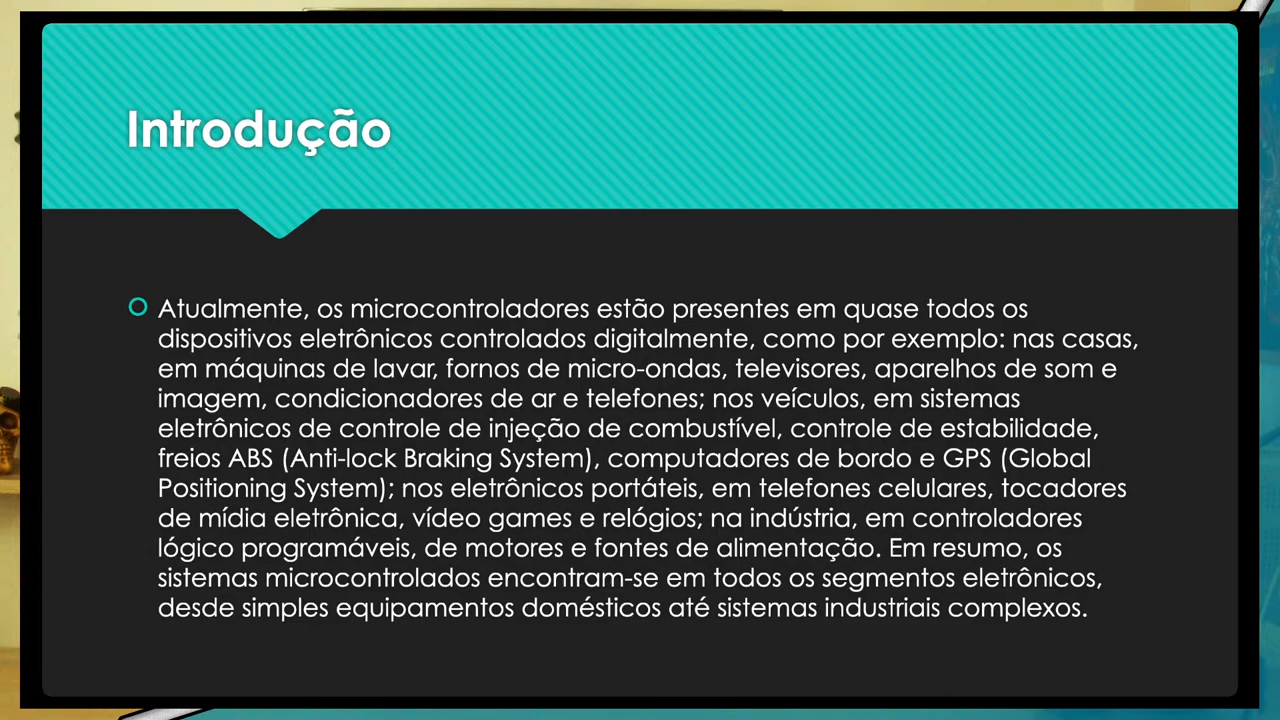 Introdução
Atualmente, os microcontroladores estão presentes em quase todos os
dispositivos eletrônicos controlados digitalmente, como por exemplo: nas casas,
em máquinas de lavar, fornos de micro-ondas, televisores, aparelhos de som e
imagem, condicionadores de ar e telefones; nos veículos, em sistemas
eletrônicos de controle de injeção de combustível, controle de estabilidade,
freios ABS (Anti-lock Braking System), computadores de bordo e GPS (Global
Positioning System); nos eletrônicos portáteis, em telefones celulares, tocadores
de mídia eletrônica, vídeo games e relógios; na indústria, em controladores
lógico programáveis, de motores e fontes de alimentação. Em resumo, os
sistemas microcontrolados encontram-se em todos os segmentos eletrônicos,
desde simples equipamentos domésticos até sistemas industriais complexos.